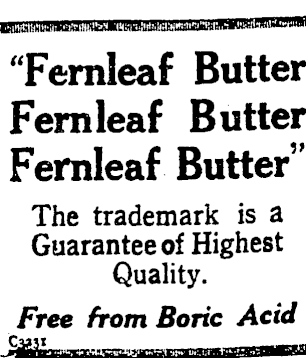 “Fernleaf Butter
Fernleaf Butter
Fernleaf Butter”
The trademark is a
Guarantee of Highest
Quality.
Free from Boric Acid
C3231